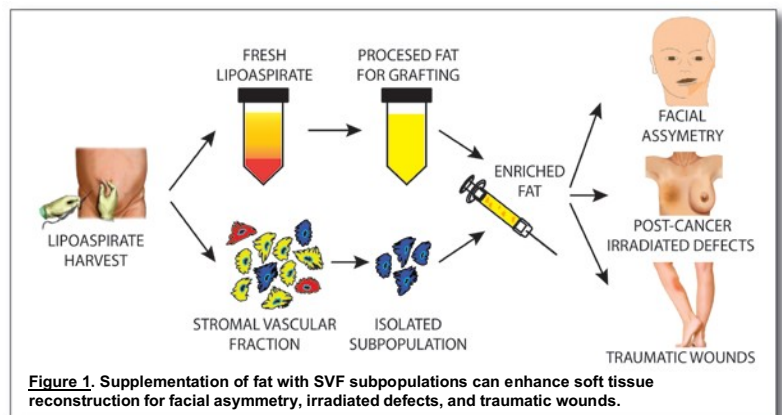 FRESH
LIPOASPIRATE
PROCESED FAT
FOR GRAFTING
LIPOASPIRATE
HARVEST
STROMAL VASCULAR
FRACTION
ISOLATED
SUBPOPULATION
ENRICHED
FAT
FACIAL
ASSYMETRY
POST-CANCER
IRRADIATED DEFECTS
TRAUMATIC WOUNDS
Figure 1. Supplementation of fat with SVF subpopulations can enhance soft tissue
reconstruction for facial asymmetry, irradiated defects, and traumatic wounds.